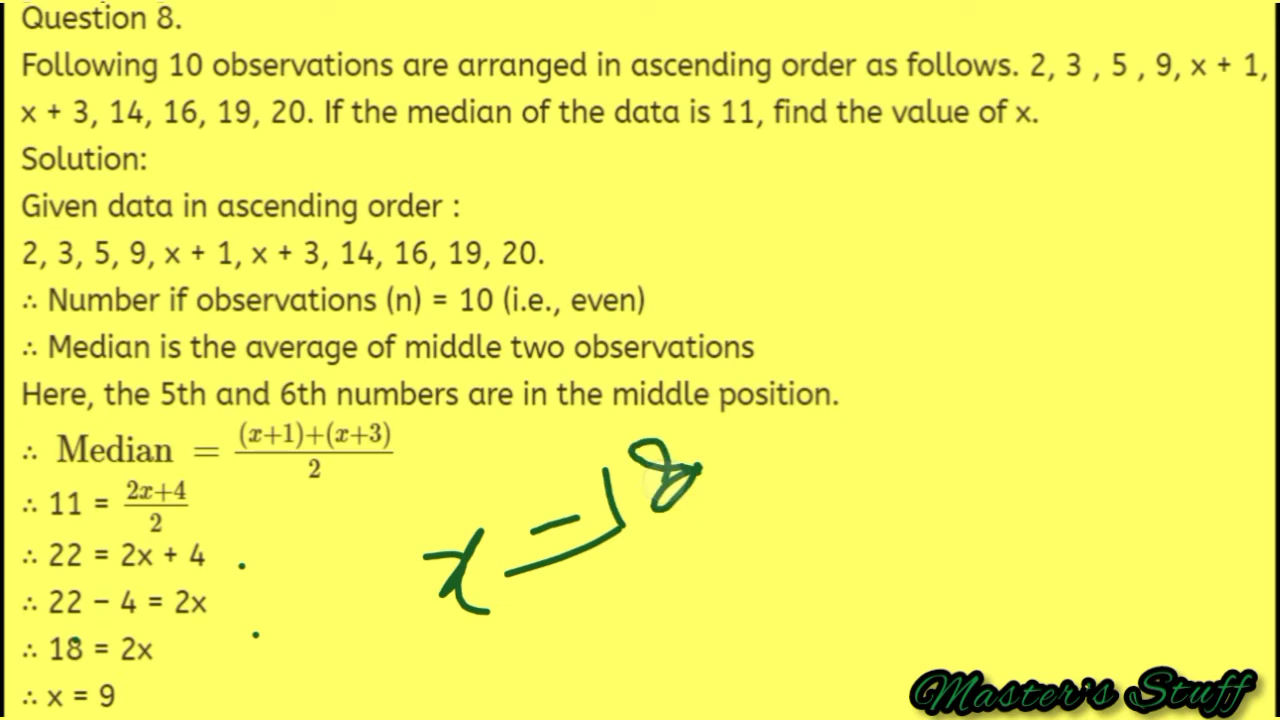 Question 8.
Following 10 observations are arranged in ascending order as follows. 2, 3 , 5 , 9, x + 1,
x + 3, 14, 16, 19, 20. If the median of the data is 11, find the value of x.
Solution:
Given data in ascending order :
2, 3, 5, 9, x + 1, x + 3, 14, 16, 19, 20.
∴ Number if observations (n) = 10 (i.e., even)
∴ Median is the average of middle two observations
Here, the 5th and 6th numbers are in the middle position.
∴ Median = (x+1)+(x+3)/2
∴ 11 = 2x+4/2
∴ 22 = 2x + 4
∴ 22 − 4 = 2x
∴ 18 = 2x
∴ x = 9
x = 18
Master's Stuff